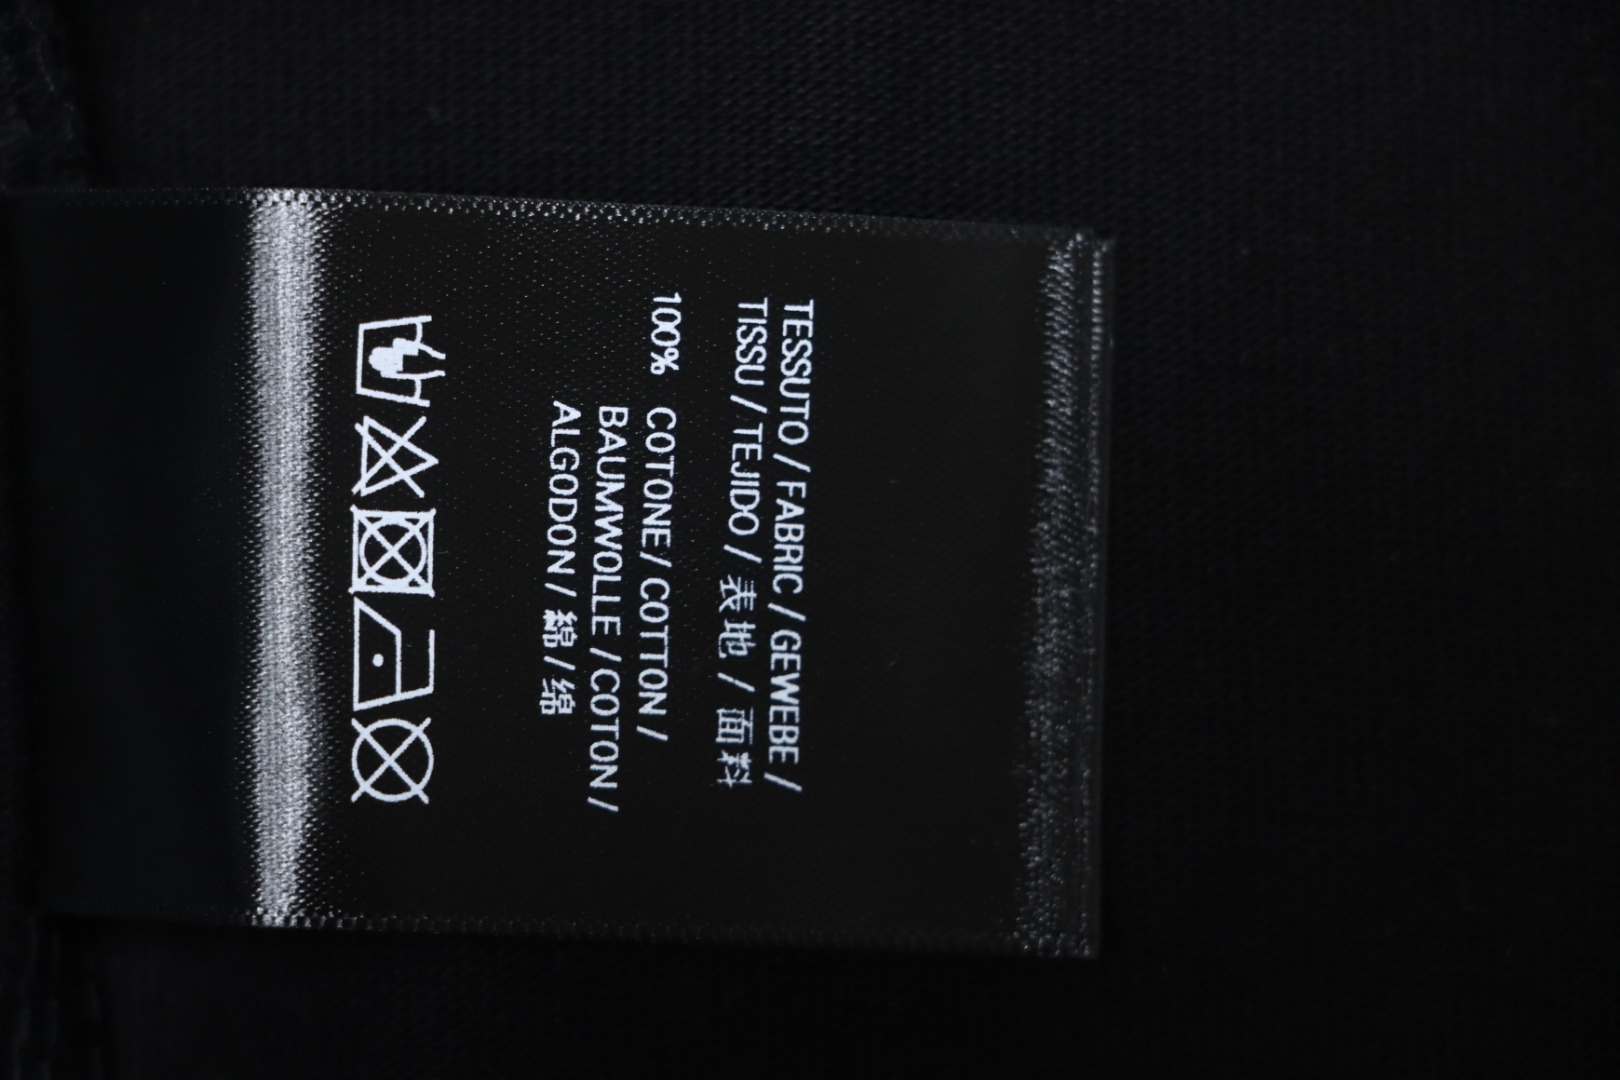 TESSUTO / FABRIC / GEWEBE /
TISSU / TEJIDO / 表地 / 面料
100% COTONE / COTTON /
BAUMWOLLE / COTON /
ALGODON / 綿 / 绵